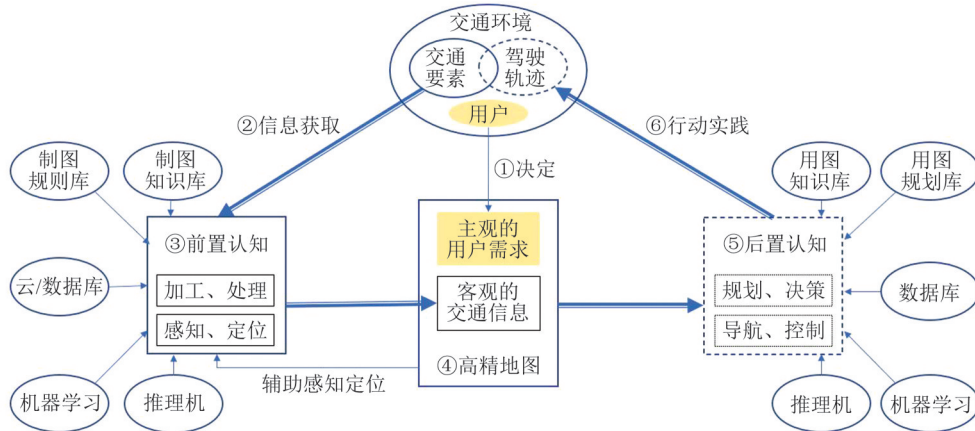 交通环境
交通
要素
驾驶
轨迹
用户
②信息获取
⑥行动实践
①决定
制图
规则库
制图
知识库
用图
知识库
用图
规划库
③前置认知
主观的
用户需求
⑤后置认知
云/数据库
加工、处理
感知、定位
客观的
交通信息
规划、决策
导航、控制
数据库
④高精地图
辅助感知定位
机器学习
推理机
推理机
机器学习